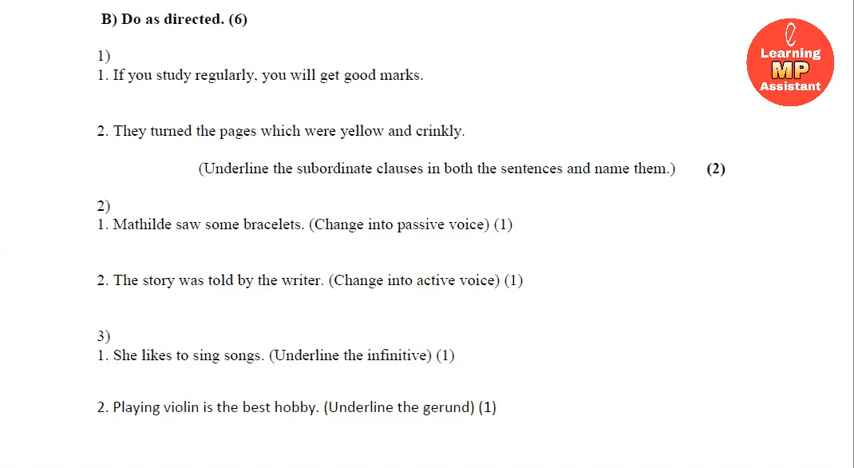 B) Do as directed. (6)
Learning
MP
Assistant
1)
1. If you study regularly, you will get good marks.
2. They turned the pages which were yellow and crinkly.
(Underline the subordinate clauses in both the sentences and name them.) (2)
2)
1. Mathilde saw some bracelets. (Change into passive voice) (1)
2. The story was told by the writer. (Change into active voice) (1)
3)
1. She likes to sing songs. (Underline the infinitive) (1)
2. Playing violin is the best hobby. (Underline the gerund) (1)